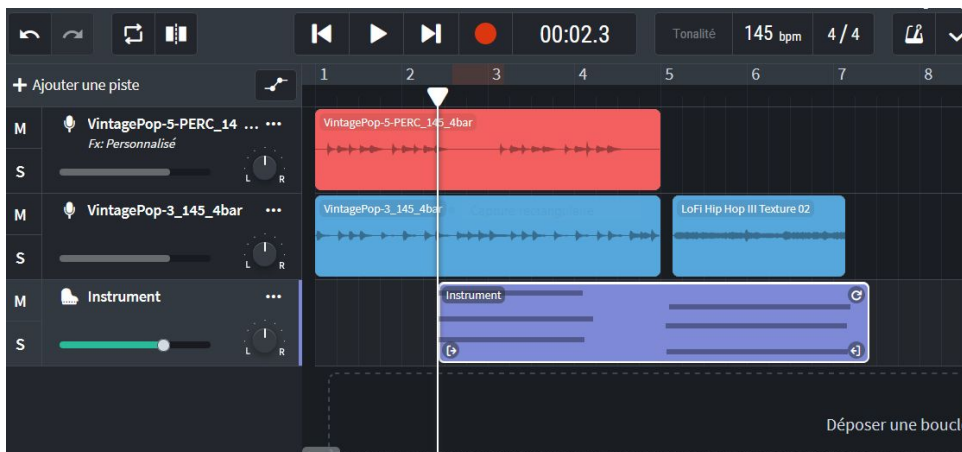 00:02.3 Tonalité 145 bpm 4 / 4
+ Ajouter une piste 1 2 3 4 5 6 7 8
M VintagePop-5-PERC_14 ... VintagePop-5-PERC_145_4bar
Fx: Personnalisé
S L R
M VintagePop-3_145_4bar VintagePop-3_145_4bar LoFi Hip Hop III Texture 02
S L R
M Instrument Instrument
S L R
Déposer une boucl